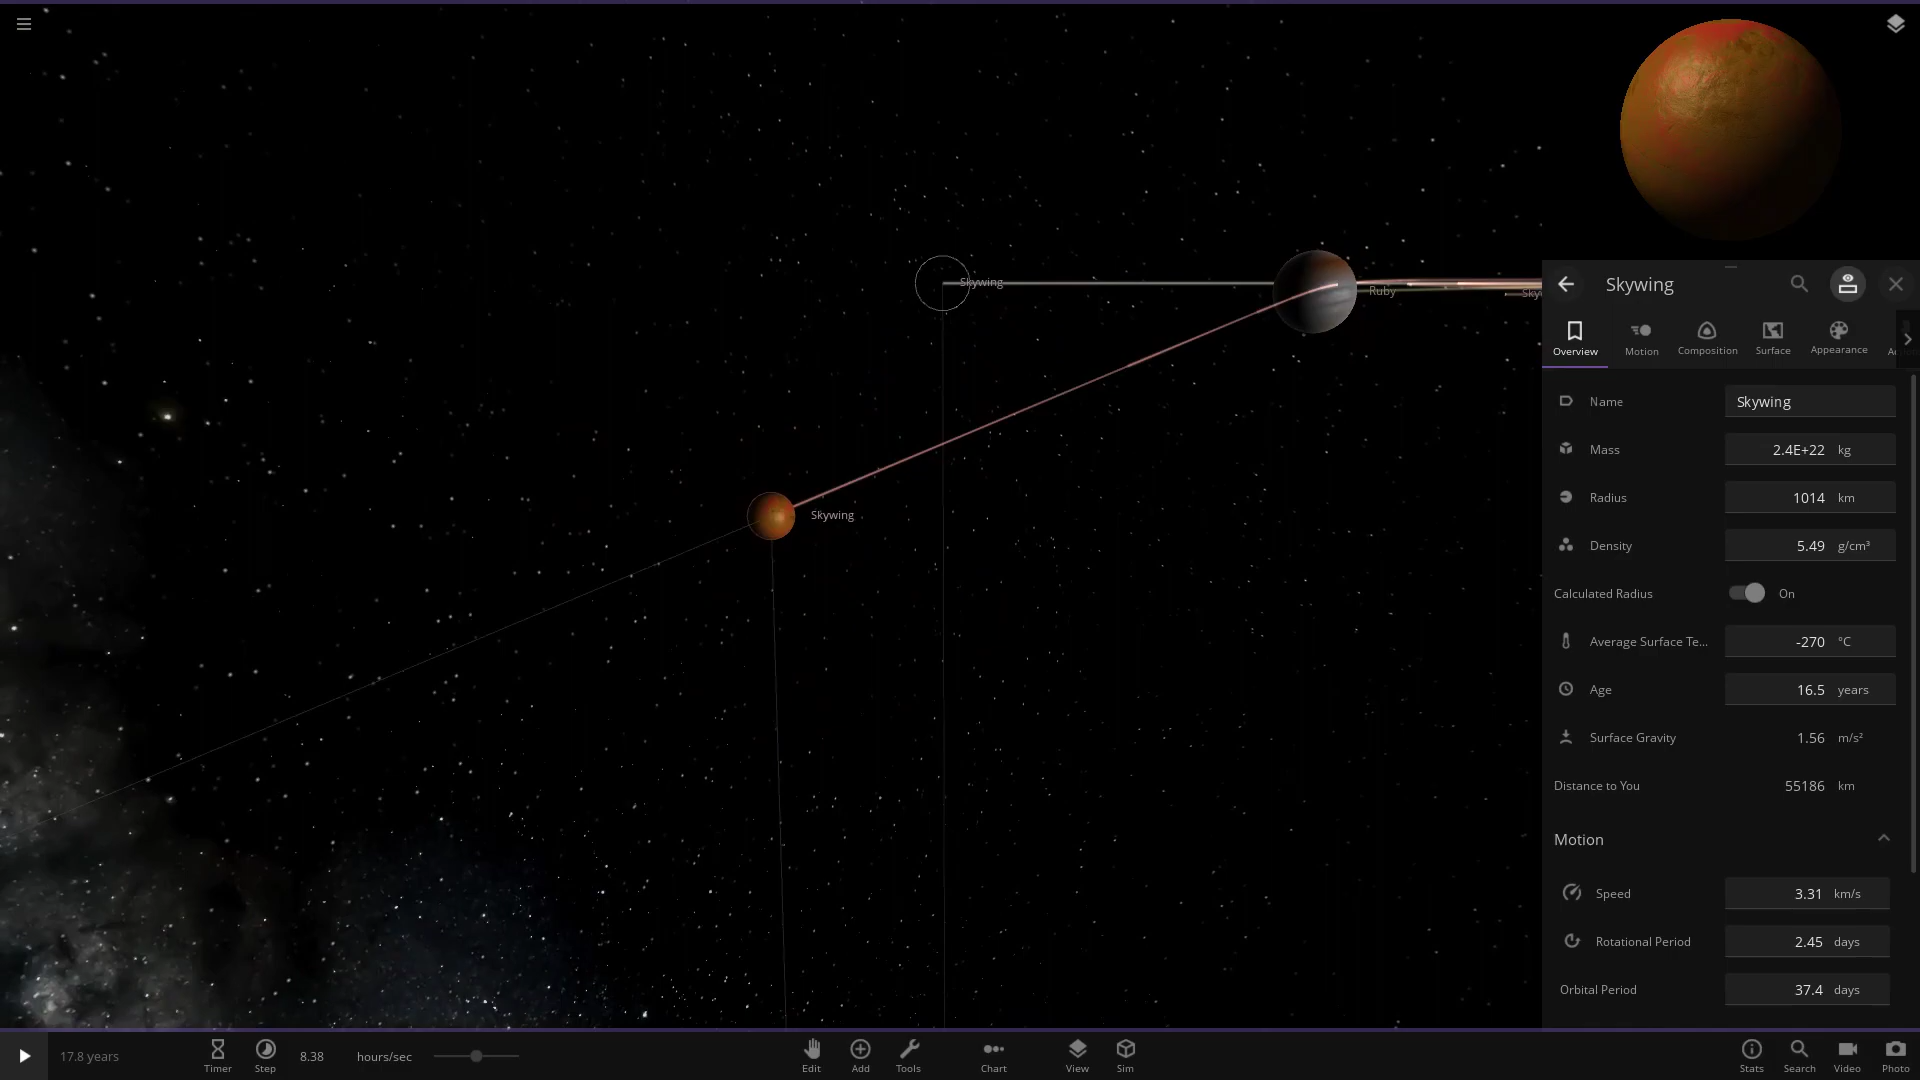 Skywing
Ruby
Sky
Skywing
Skywing
Overview
Motion
Composition
Surface
Appearance
Ac
Name
Skywing
Mass
2.4E+22 kg
Radius
1014 km
Density
5.49 g/cm³
Calculated Radius
On
Average Surface Te...
-270 °C
Age
16.5 years
Surface Gravity
1.56 m/s²
Distance to You
55186 km
Motion
Speed
3.31 km/s
Rotational Period
2.45 days
Orbital Period
37.4 days
17.8 years
Timer
Step
8.38 hours/sec
Edit
Add
Tools
Chart
View
Sim
Stats
Search
Video
Photo